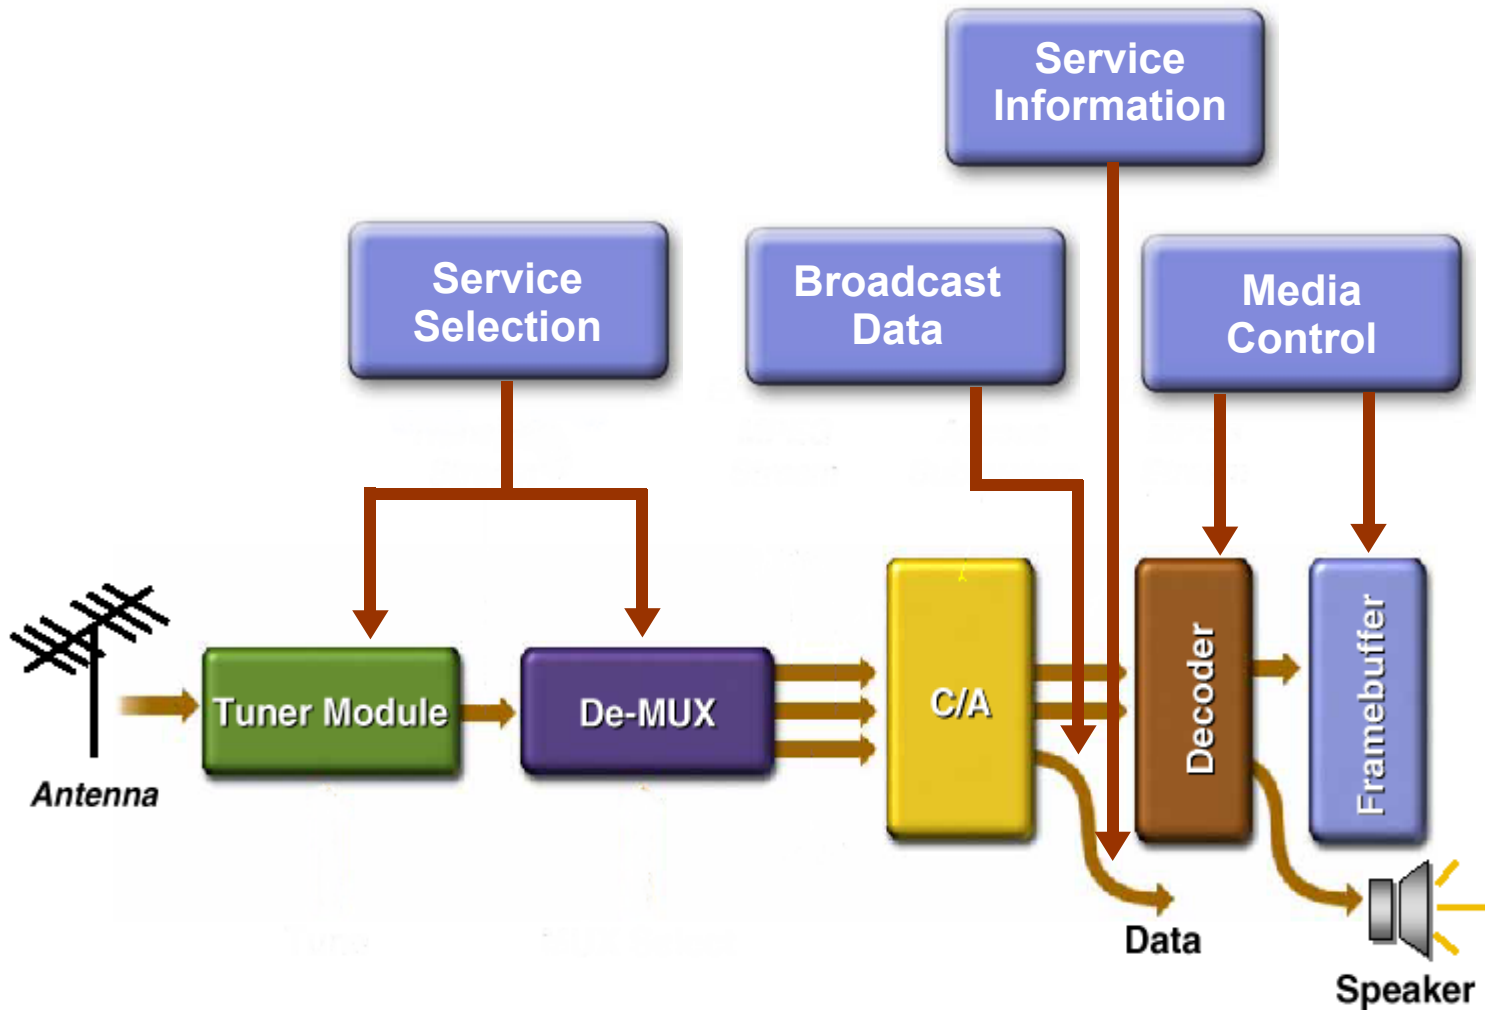 Service
Information
Service
Selection
Broadcast
Data
Media
Control
Antenna
Tuner Module
De-MUX
C/A
Decoder
Framebuffer
Data
Speaker